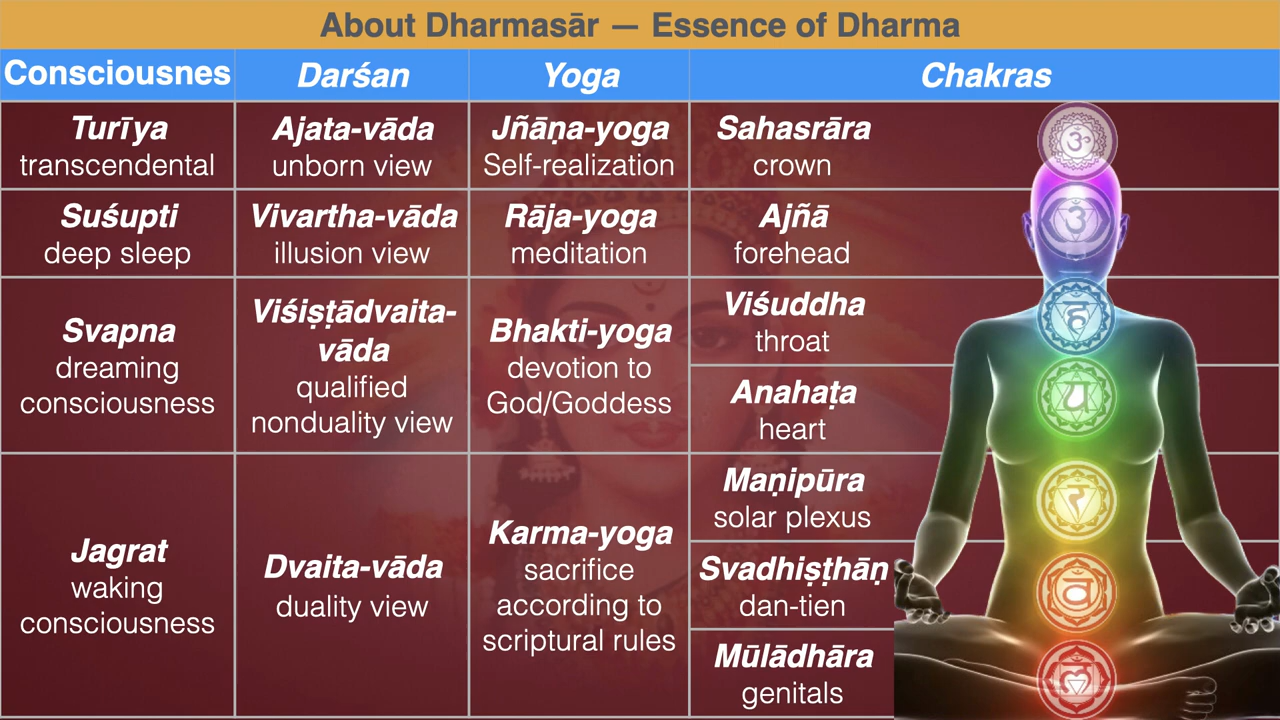 About Dharmasār — Essence of Dharma
Consciousnes
Darśan
Yoga
Chakras
Turīya
transcendental
Ajata-vāda
unborn view
Jñāṇa-yoga
Self-realization
Sahasrāra
crown
Suśupti
deep sleep
Vivartha-vāda
illusion view
Rāja-yoga
meditation
Ajñā
forehead
Svapna
dreaming
consciousness
Viśiṣṭādvaita-
vāda
qualified
nonduality view
Bhakti-yoga
devotion to
God/Goddess
Viśuddha
throat
Anahaṭa
heart
Jagrat
waking
consciousness
Dvaita-vāda
duality view
Karma-yoga
sacrifice
according to
scriptural rules
Maṇipūra
solar plexus
Svadhiṣṭhāṇ
dan-tien
Mūlādhāra
genitals
ॐ
ॐ
हं
यं
रं
वं